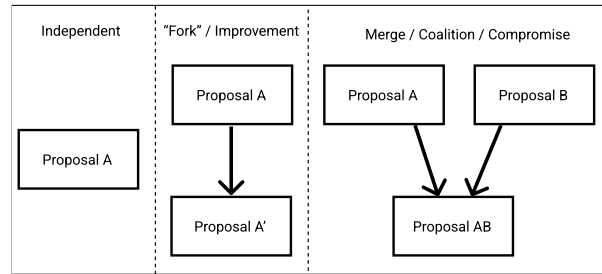 Independent
Proposal A
“Fork” / Improvement
Proposal A
Proposal A’
Merge / Coalition / Compromise
Proposal A
Proposal B
Proposal AB